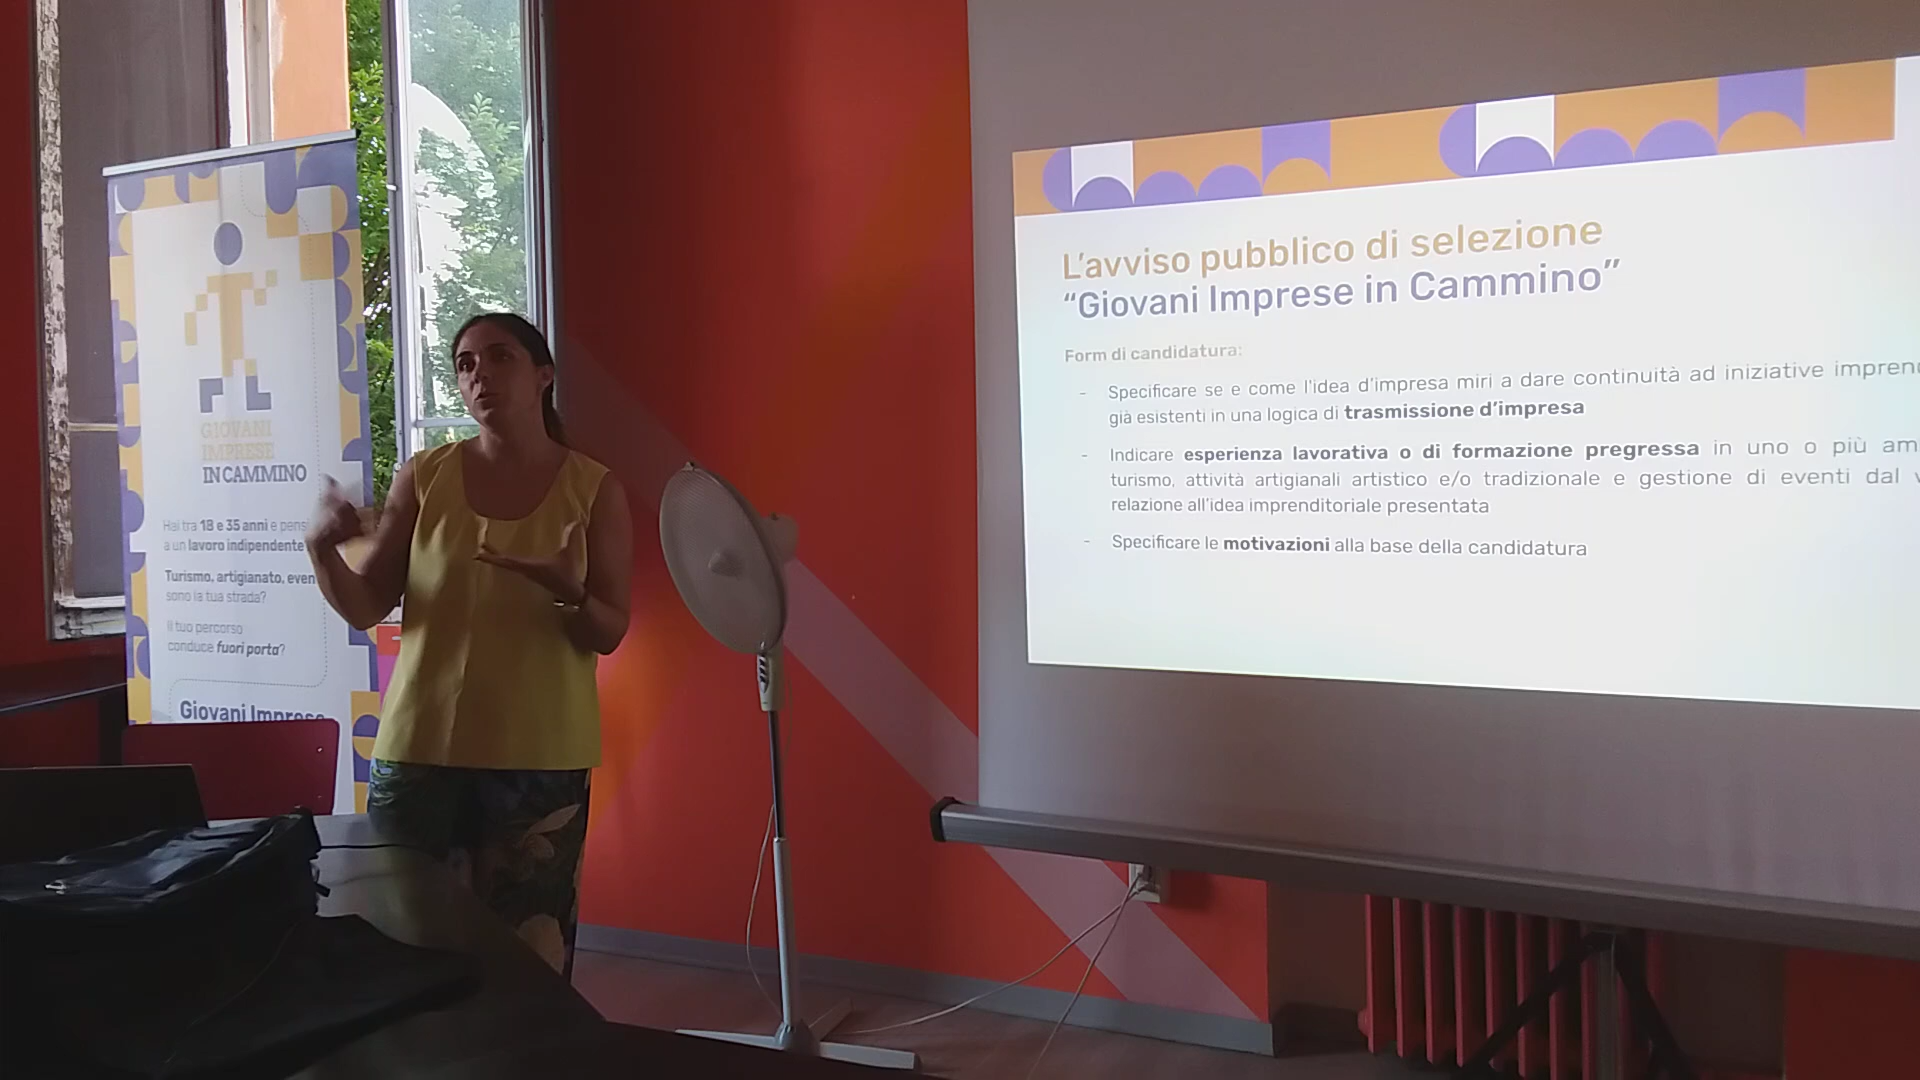 GIOVANI
IMPRESE
IN CAMMINO
Hai tra 18 e 35 anni e pensi
a un lavoro indipendente
Turismo, artigianato, even
sono la tua strada?
Il tuo percorso
conduce fuori porta?
Giovani Imprese
L'avviso pubblico di selezione
“Giovani Imprese in Cammino”
Form di candidatura:
- Specificare se e come l'idea d'impresa miri a dare continuità ad iniziative impren
già esistenti in una logica di trasmissione d'impresa
- Indicare esperienza lavorativa o di formazione pregressa in uno o più am
turismo, attività artigianali artistico e/o tradizionale e gestione di eventi dal
relazione all'idea imprenditoriale presentata
- Specificare le motivazioni alla base della candidatura